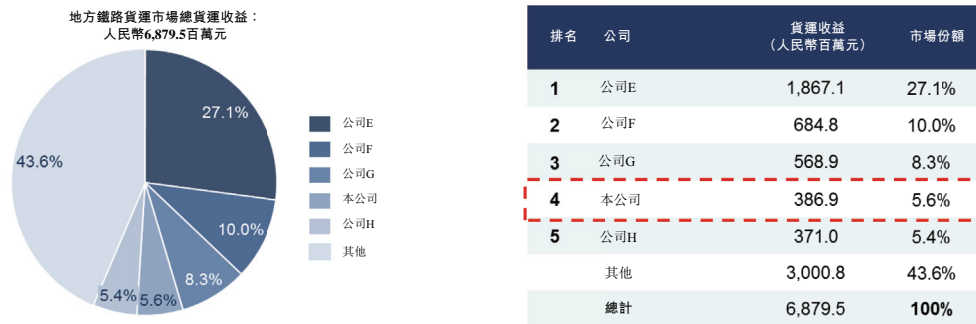 地方鐵路貨運市場總貨運收益：
人民幣6,879.5百萬元
27.1%
10.0%
8.3%
5.6%
5.4%
43.6%
公司E
公司F
公司G
本公司
公司H
其他
排名 公司 貨運收益（人民幣百萬元） 市場份額
1 公司E 1,867.1 27.1%
2 公司F 684.8 10.0%
3 公司G 568.9 8.3%
4 本公司 386.9 5.6%
5 公司H 371.0 5.4%
其他 3,000.8 43.6%
總計 6,879.5 100%